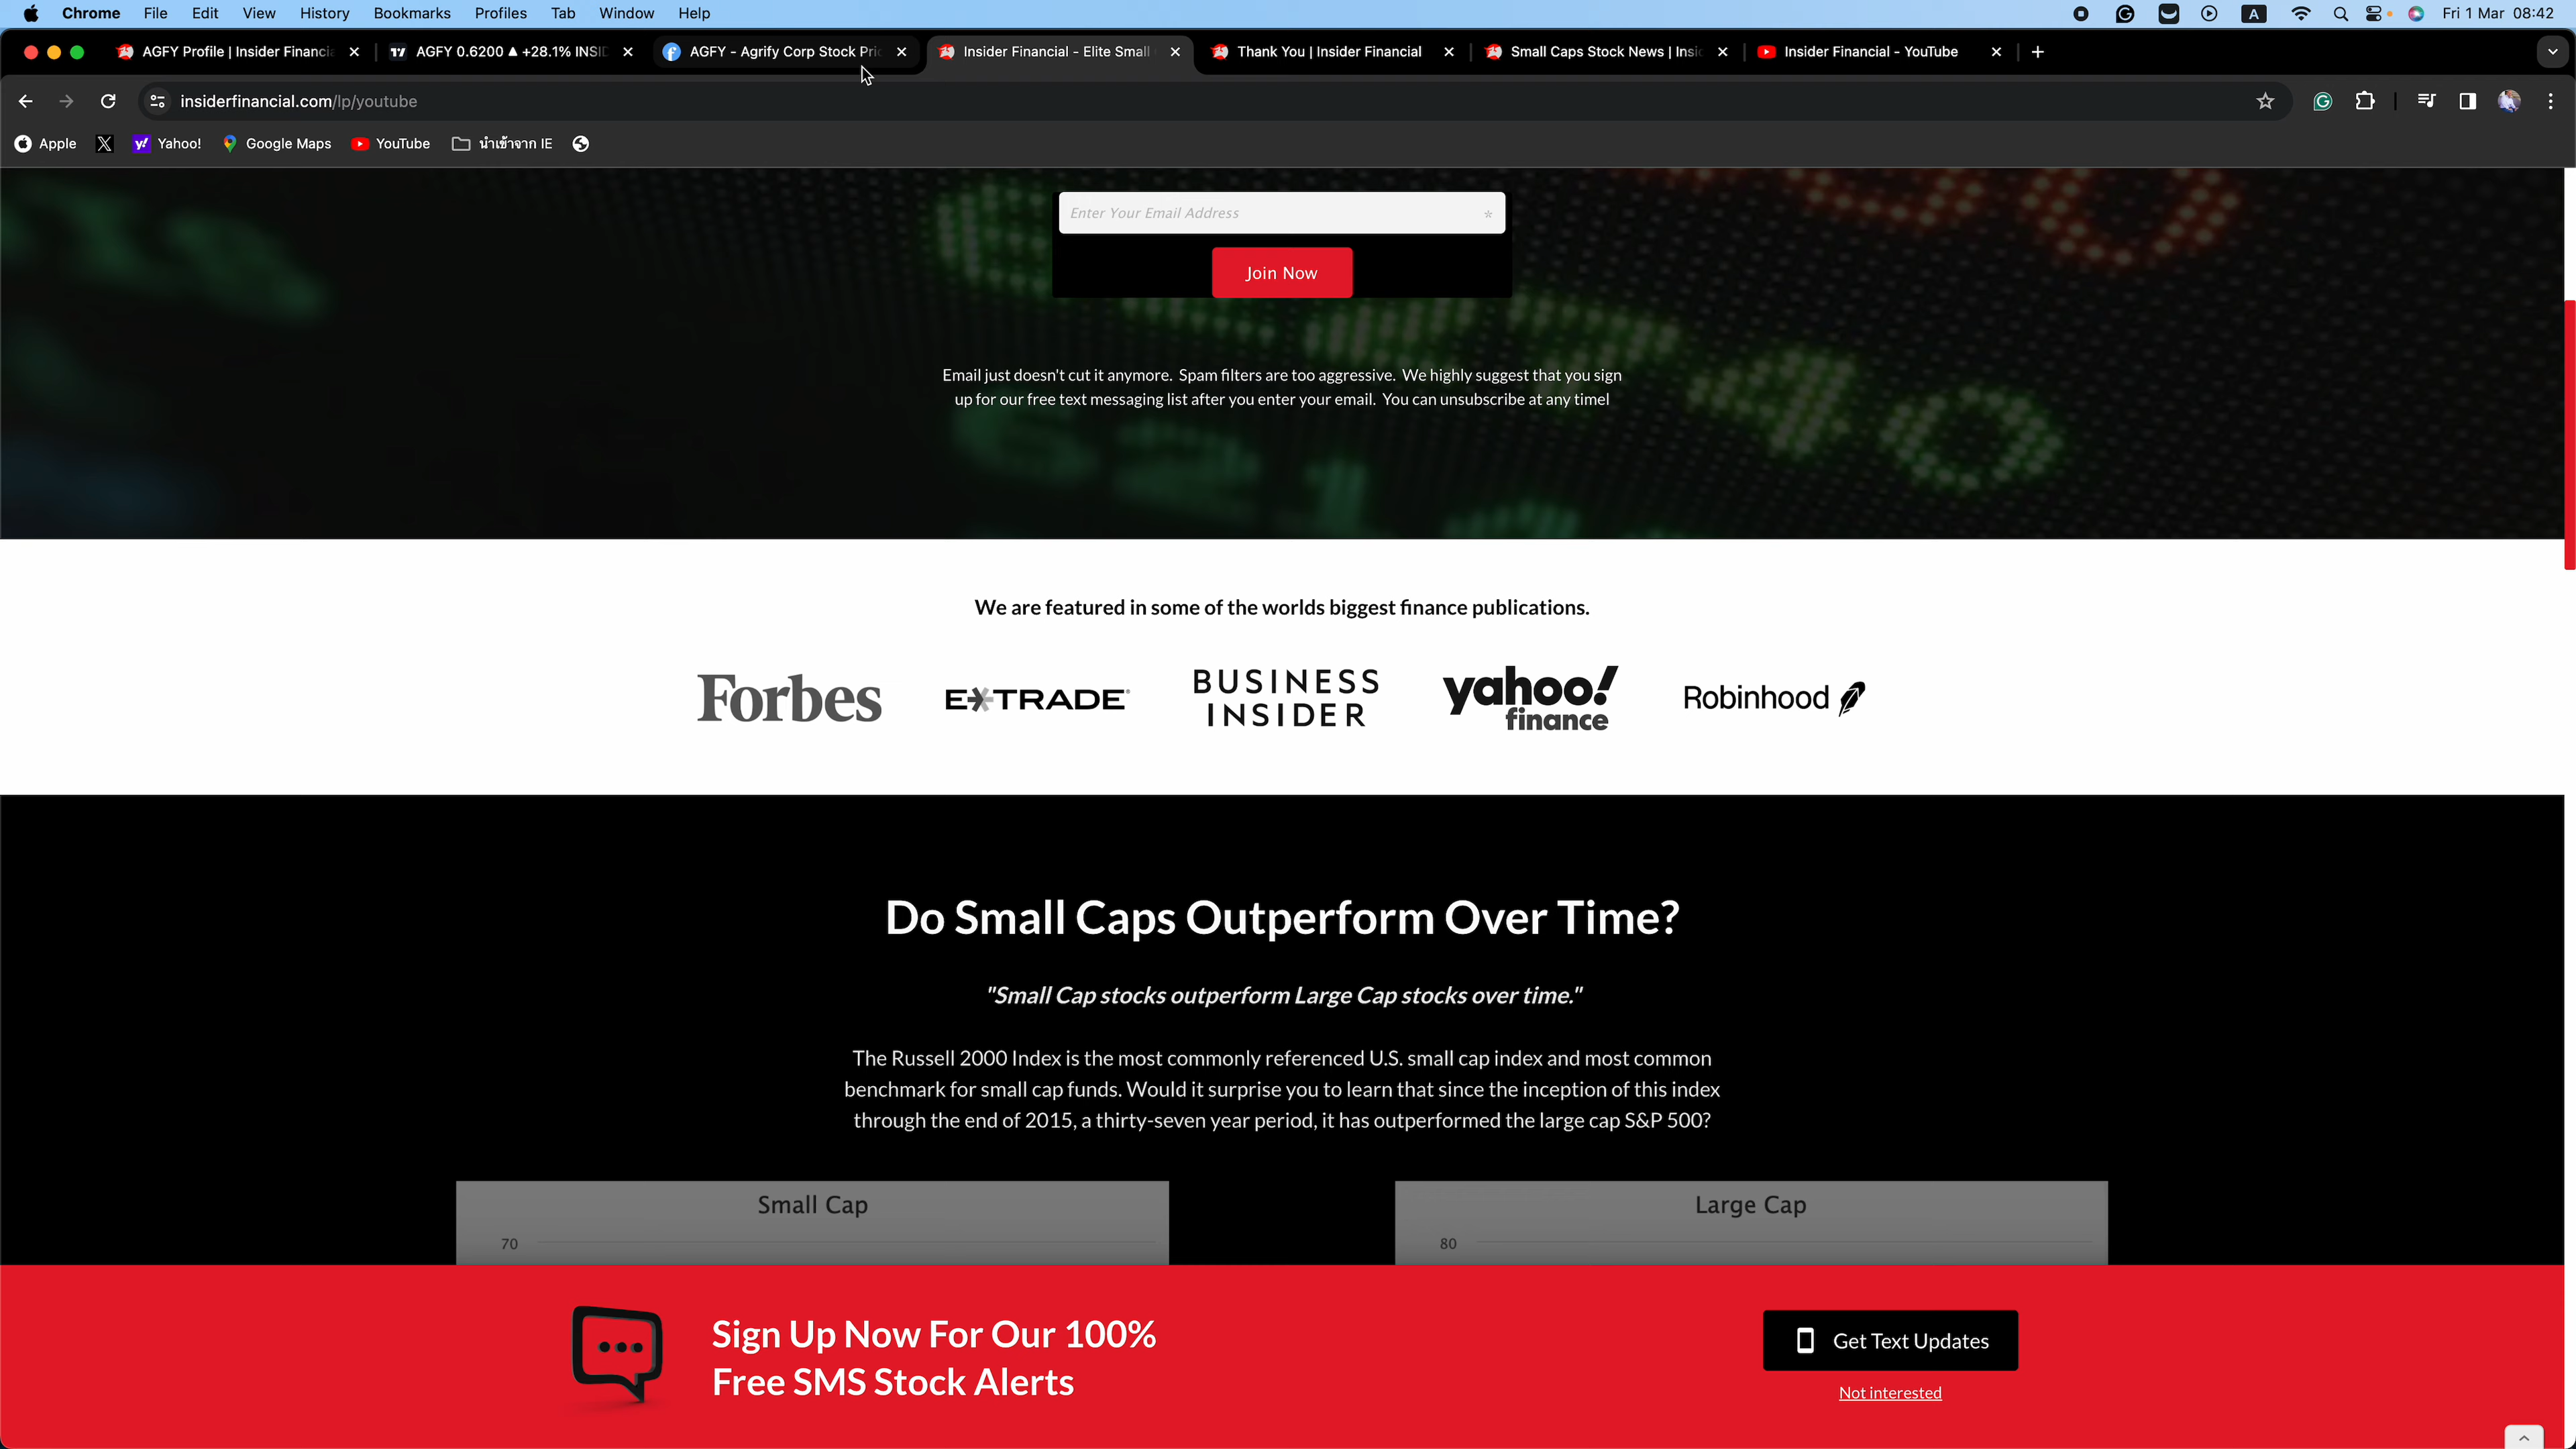 Chrome File Edit View History Bookmarks Profiles Tab Window Help A Fri 1 Mar 08:42
AGFY Profile | Insider Financi AGFY 0.6200 ▲ +28.1% INSI AGFY - Agrify Corp Stock Pri Insider Financial - Elite Small Thank You | Insider Financial Small Caps Stock News | Insi Insider Financial - YouTube
insiderfinancial.com/lp/youtube
Apple Yahoo! Google Maps YouTube นำเข้าจาก IE
Enter Your Email Address *
Join Now
Email just doesn't cut it anymore. Spam filters are too aggressive. We highly suggest that you sign
up for our free text messaging list after you enter your email. You can unsubscribe at any time!
We are featured in some of the worlds biggest finance publications.
Forbes E*TRADE BUSINESS INSIDER yahoo! finance Robinhood
Do Small Caps Outperform Over Time?
"Small Cap stocks outperform Large Cap stocks over time."
The Russell 2000 Index is the most commonly referenced U.S. small cap index and most common
benchmark for small cap funds. Would it surprise you to learn that since the inception of this index
through the end of 2015, a thirty-seven year period, it has outperformed the large cap S&P 500?
Small Cap Large Cap
70 80
Sign Up Now For Our 100%
Free SMS Stock Alerts
Get Text Updates
Not interested